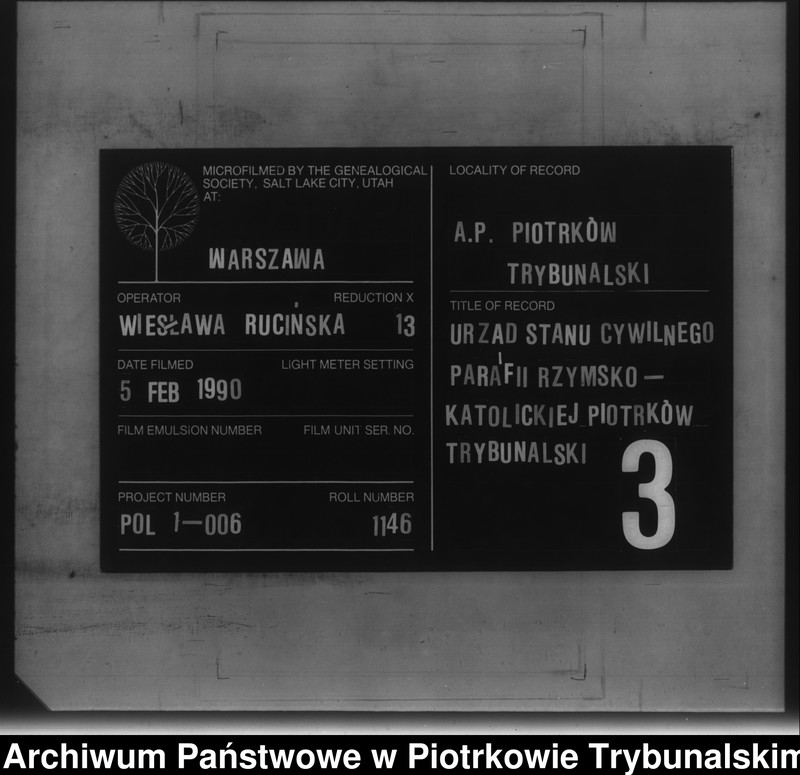 MICROFILMED BY THE GENEALOGICAL
SOCIETY, SALT LAKE CITY, UTAH
AT:
WARSZAWA
OPERATOR REDUCTION X
WIESŁAWA RUCIŃSKA 13
DATE FILMED LIGHT METER SETTING
5 FEB 1990
FILM EMULSION NUMBER FILM UNIT SER. NO.
PROJECT NUMBER ROLL NUMBER
POL 1—006 1146
LOCALITY OF RECORD
A.P. PIOTRKÒW
TRYBUNALSKI
TITLE OF RECORD
URZAD STANU CYWILNEGO
PARAFII RZYMSKO—
KATOLICKIEJ PIOTRKÒW
TRYBUNALSKI
3
Archiwum Państwowe w Piotrkowie Trybunalskim